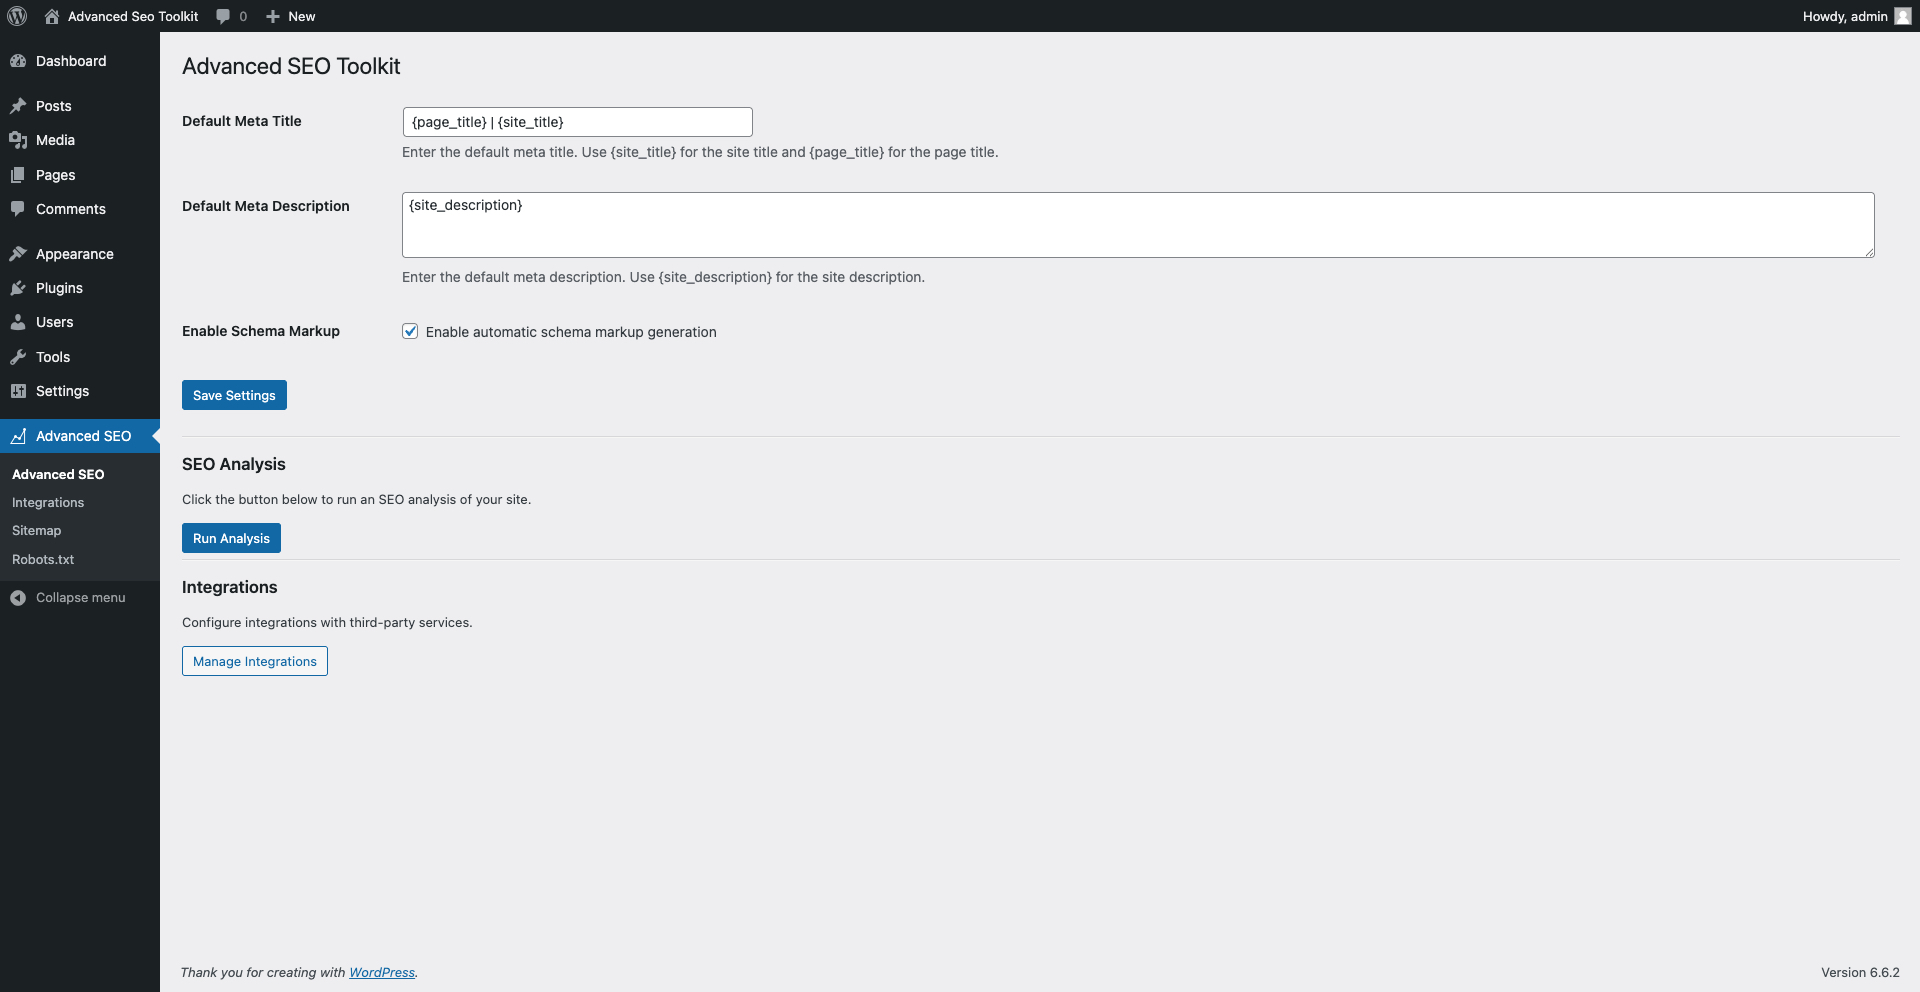 Advanced Seo Toolkit 0 New Howdy, admin
Dashboard
Posts
Media
Pages
Comments
Appearance
Plugins
Users
Tools
Settings
Advanced SEO
Advanced SEO
Integrations
Sitemap
Robots.txt
Collapse menu
Advanced SEO Toolkit
Default Meta Title
{page_title} | {site_title}
Enter the default meta title. Use {site_title} for the site title and {page_title} for the page title.
Default Meta Description
{site_description}
Enter the default meta description. Use {site_description} for the site description.
Enable Schema Markup
Enable automatic schema markup generation
Save Settings
SEO Analysis
Click the button below to run an SEO analysis of your site.
Run Analysis
Integrations
Configure integrations with third-party services.
Manage Integrations
Thank you for creating with WordPress.
Version 6.6.2